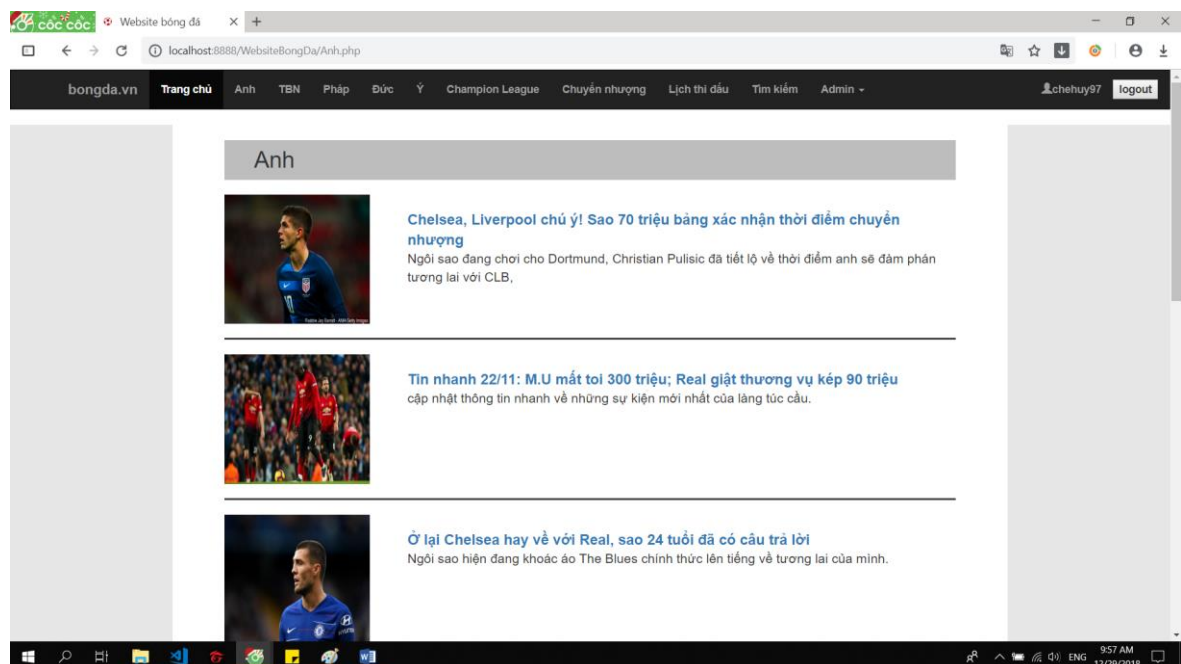 cốc cốc
Website bóng đá
localhost:8888/WebsiteBongDa/Anh.php
bongda.vn Trang chủ Anh TBN Pháp Đức Ý Champion League Chuyển nhượng Lịch thi đấu Tìm kiếm Admin chehuy97 logout
Anh
Chelsea, Liverpool chú ý! Sao 70 triệu bảng xác nhận thời điểm chuyển
nhượng
Ngôi sao đang chơi cho Dortmund, Christian Pulisic đã tiết lộ về thời điểm anh sẽ đàm phán
tương lai với CLB,
Tin nhanh 22/11: M.U mất toi 300 triệu; Real giật thương vụ kép 90 triệu
cập nhật thông tin nhanh về những sự kiện mới nhất của làng túc cầu.
Ở lại Chelsea hay về với Real, sao 24 tuổi đã có câu trả lời
Ngôi sao hiện đang khoác áo The Blues chính thức lên tiếng về tương lai của mình.
ENG
9:57 AM
12/29/2018